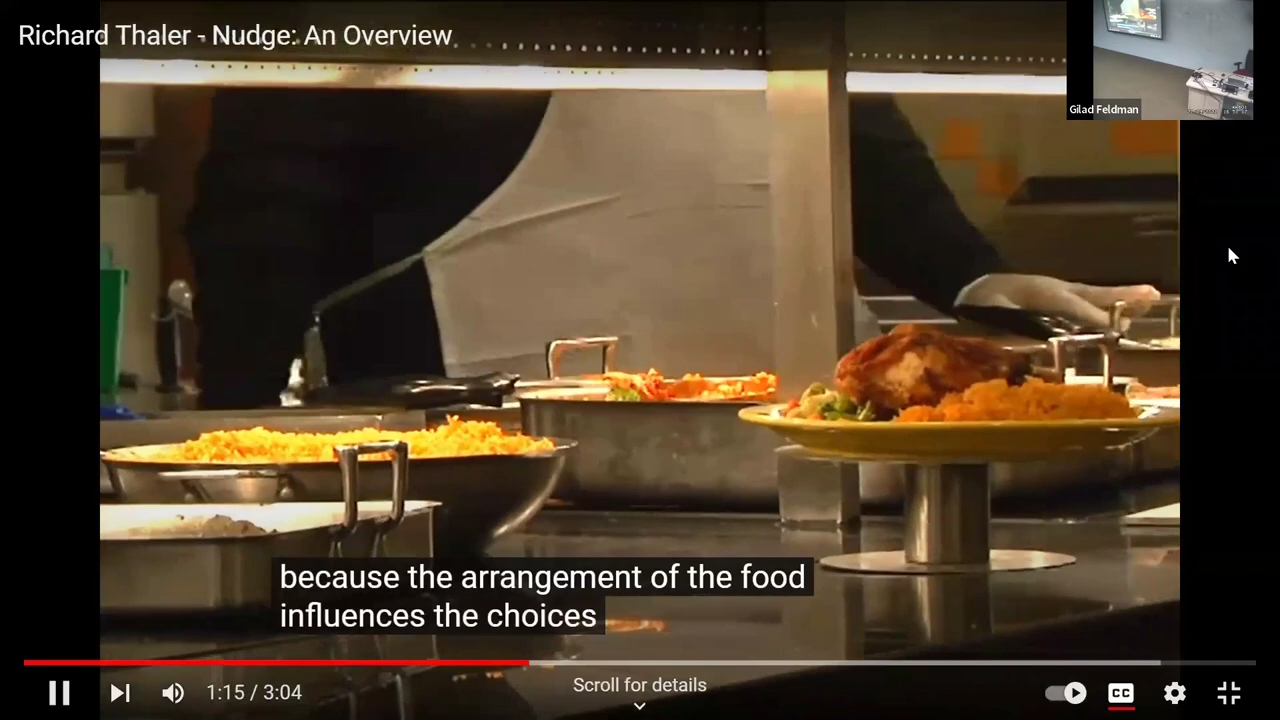 Richard Thaler - Nudge: An Overview
Gilad Feldman
because the arrangement of the food
influences the choices
1:15 / 3:04
Scroll for details
CC